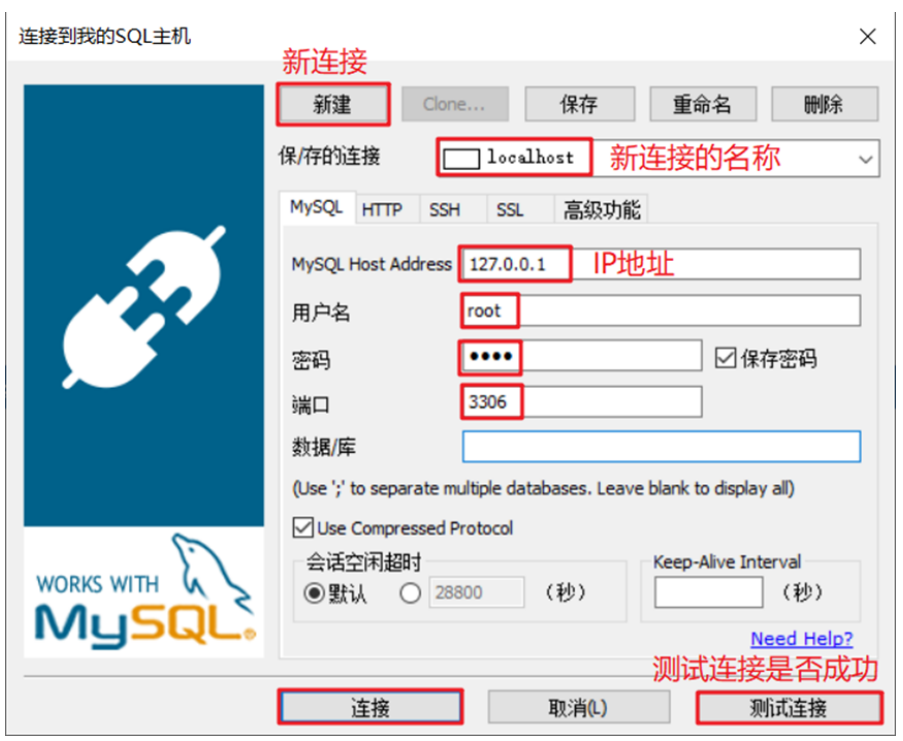 连接到我的SQL主机
新连接
新建 Clone... 保存 重命名 删除
保/存的连接 localhost 新连接的名称
MySQL HTTP SSH SSL 高级功能
MySQL Host Address 127.0.0.1 IP地址
用户名 root
密码 •••• 保存密码
端口 3306
数据/库
(Use ';' to separate multiple databases. Leave blank to display all)
Use Compressed Protocol
会话空闲超时 Keep-Alive Interval
默认 28800 (秒) (秒)
WORKS WITH
MySQL®
Need Help?
测试连接是否成功
连接 取消(L) 测试连接